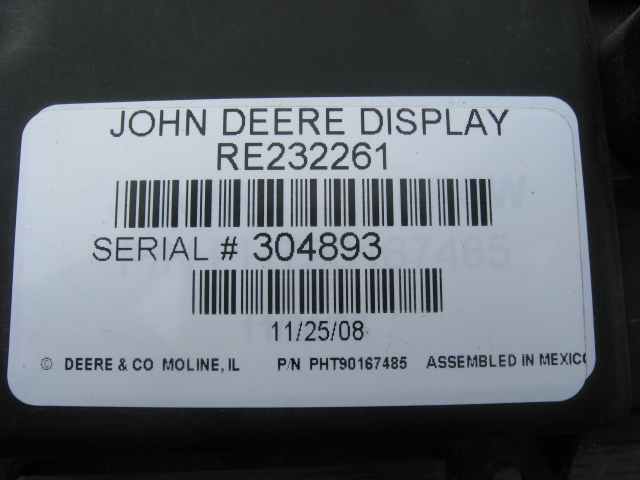 JOHN DEERE DISPLAY
RE232261
SERIAL # 304893
11/25/08
© DEERE & CO MOLINE, IL P/N PHT90167485 ASSEMBLED IN MEXICO